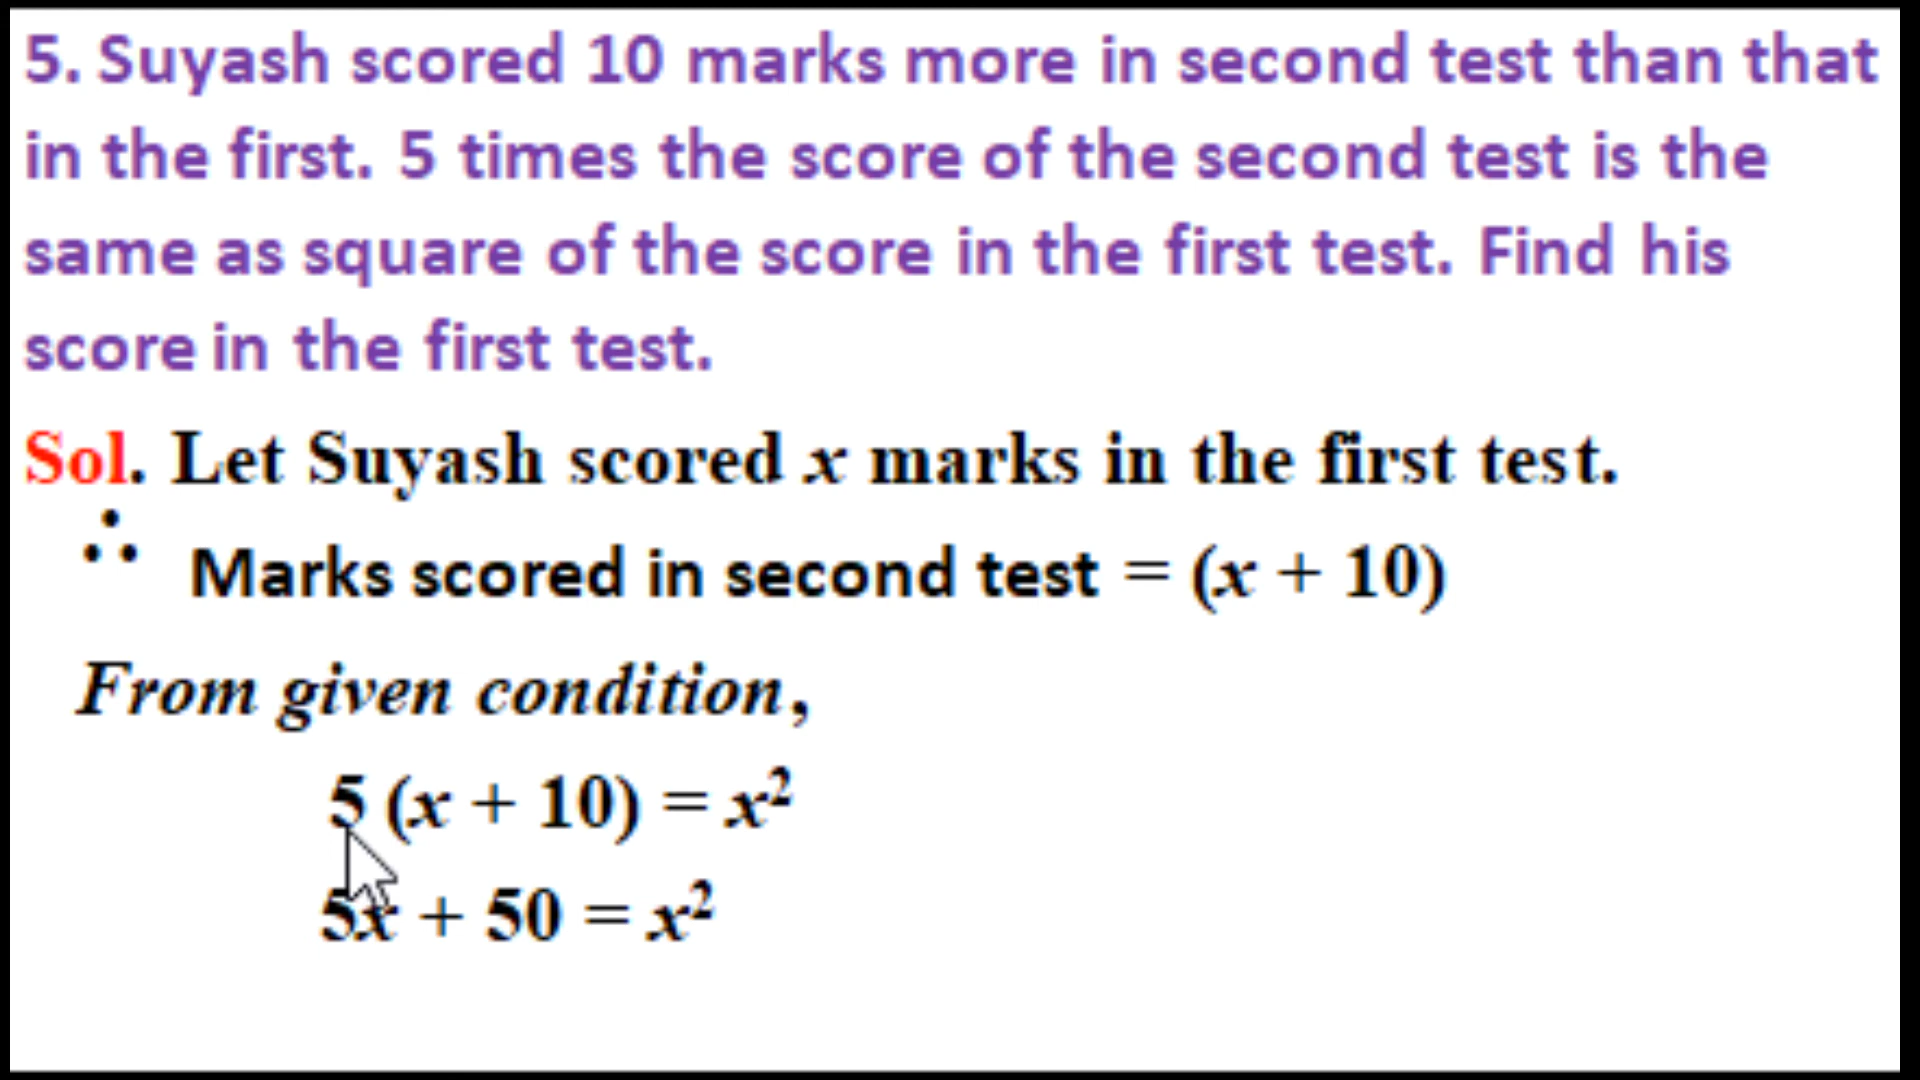 5. Suyash scored 10 marks more in second test than that
in the first. 5 times the score of the second test is the
same as square of the score in the first test. Find his
score in the first test.
Sol. Let Suyash scored x marks in the first test.
∴ Marks scored in second test = (x + 10)
From given condition,
5 (x + 10) = x²
5x + 50 = x²